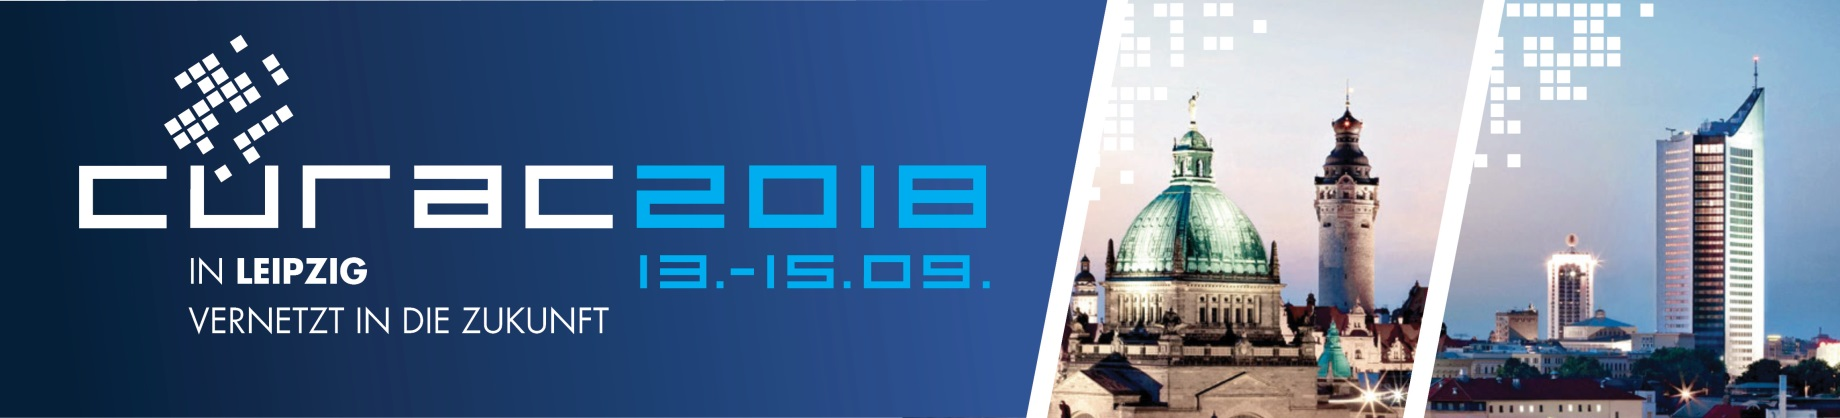 curac2018
IN LEIPZIG
13.-15.09.
VERNETZT IN DIE ZUKUNFT